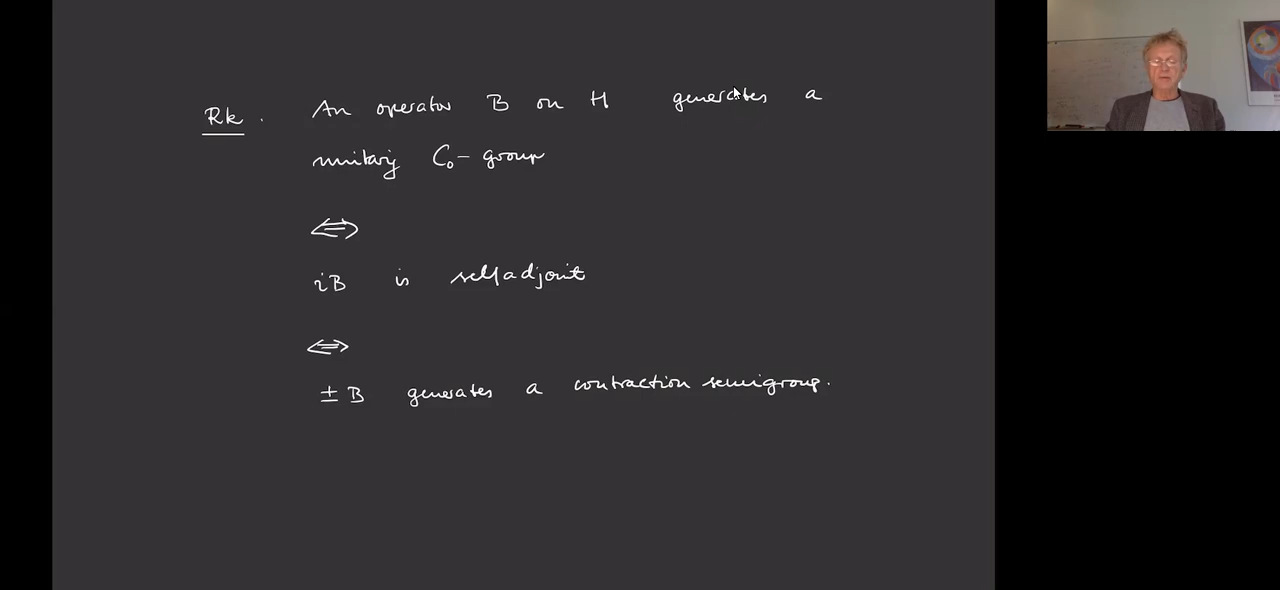 Rk. An operator B on H generates a
unitary C₀-group
⇔
iB is selfadjoint
⇔
± B generates a contraction semigroup.